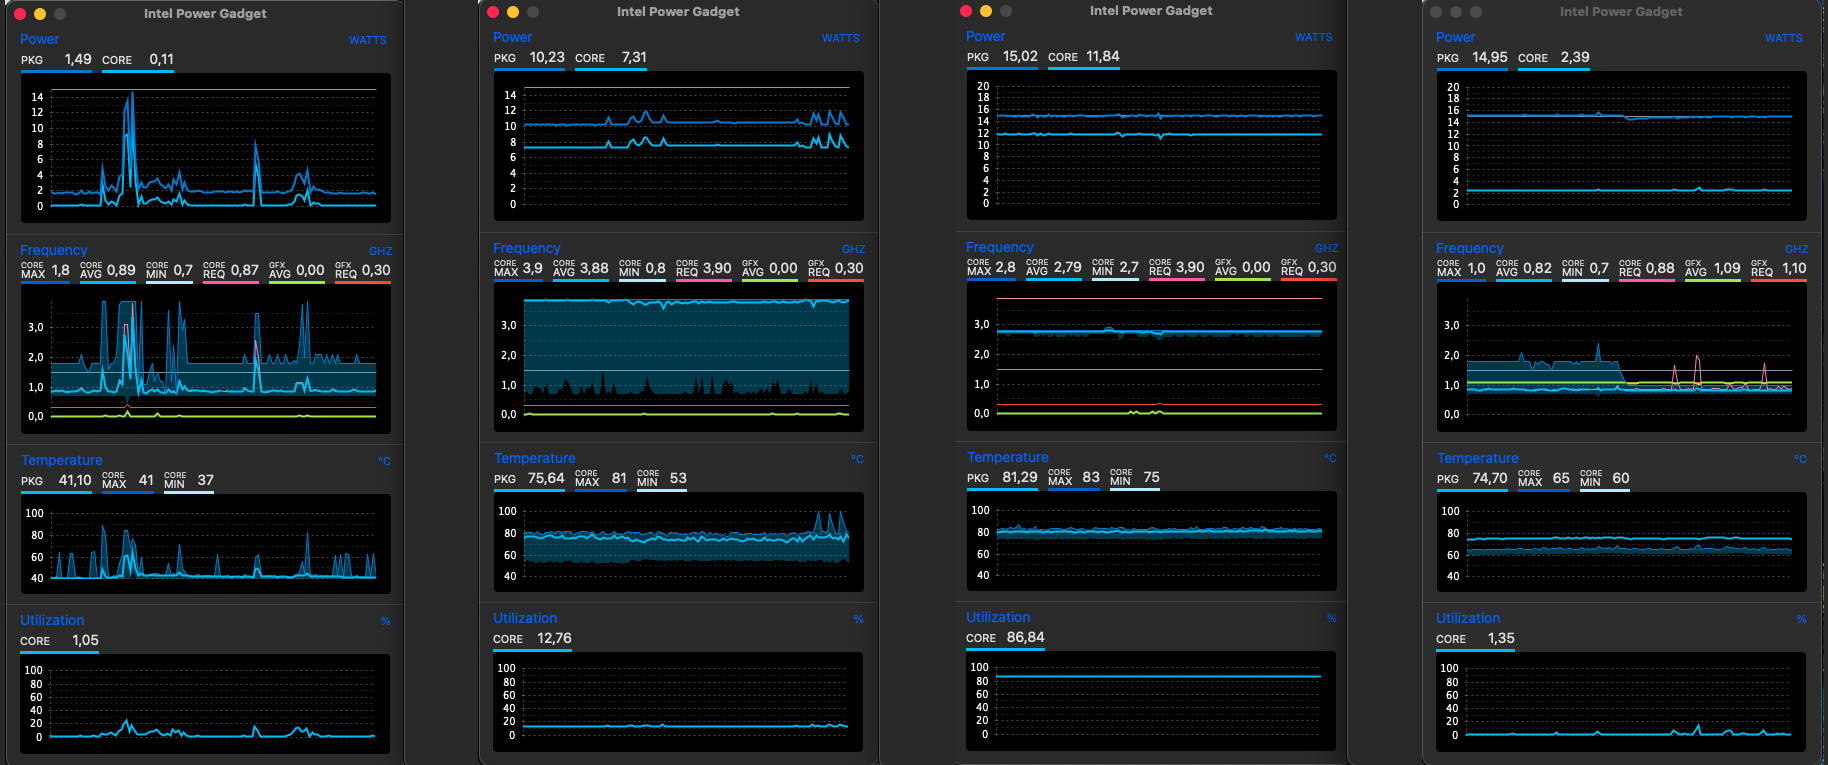 Intel Power Gadget
Power WATTS
PKG 1,49 CORE 0,11
14
12
10
8
6
4
2
0
Frequency GHZ
CORE MAX 1,8 CORE AVG 0,89 CORE MIN 0,7 CORE REQ 0,87 GFX AVG 0,00 GFX REQ 0,30
3,0
2,0
1,0
0,0
Temperature °C
PKG 41,10 CORE MAX 41 CORE MIN 37
100
80
60
40
Utilization %
CORE 1,05
100
80
60
40
20
0
Intel Power Gadget
Power WATTS
PKG 10,23 CORE 7,31
14
12
10
8
6
4
2
0
Frequency GHZ
CORE MAX 3,9 CORE AVG 3,88 CORE MIN 0,8 CORE REQ 3,90 GFX AVG 0,00 GFX REQ 0,30
3,0
2,0
1,0
0,0
Temperature °C
PKG 75,64 CORE MAX 81 CORE MIN 53
100
80
60
40
Utilization %
CORE 12,76
100
80
60
40
20
0
Intel Power Gadget
Power WATTS
PKG 15,02 CORE 11,84
20
18
16
14
12
10
8
6
4
2
0
Frequency GHZ
CORE MAX 2,8 CORE AVG 2,79 CORE MIN 2,7 CORE REQ 3,90 GFX AVG 0,00 GFX REQ 0,30
3,0
2,0
1,0
0,0
Temperature °C
PKG 81,29 CORE MAX 83 CORE MIN 75
100
80
60
40
Utilization %
CORE 86,84
100
80
60
40
20
0
Intel Power Gadget
Power WATTS
PKG 14,95 CORE 2,39
20
18
16
14
12
10
8
6
4
2
0
Frequency GHZ
CORE MAX 1,0 CORE AVG 0,82 CORE MIN 0,7 CORE REQ 0,88 GFX AVG 1,09 GFX REQ 1,10
3,0
2,0
1,0
0,0
Temperature °C
PKG 74,70 CORE MAX 65 CORE MIN 60
100
80
60
40
Utilization %
CORE 1,35
100
80
60
40
20
0